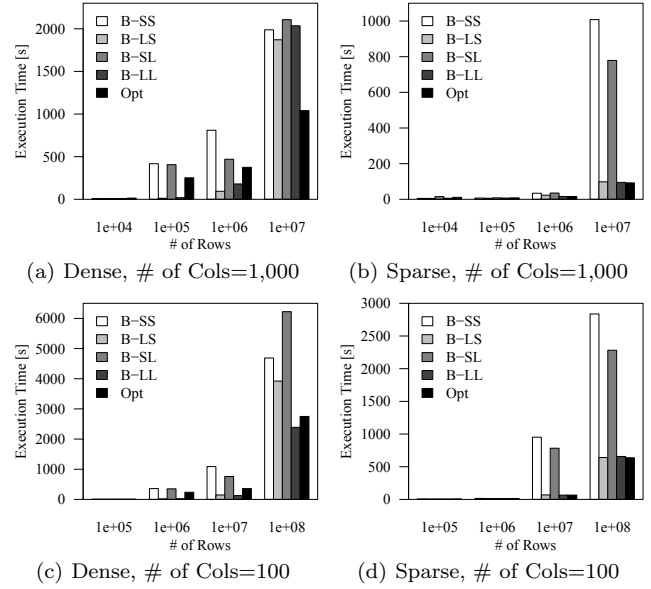 Execution Time [s]
2000
1500
1000
500
0
B−SS
B−LS
B−SL
B−LL
Opt
1e+04 1e+05 1e+06 1e+07
# of Rows
(a) Dense, # of Cols=1,000
Execution Time [s]
1000
800
600
400
200
0
B−SS
B−LS
B−SL
B−LL
Opt
1e+04 1e+05 1e+06 1e+07
# of Rows
(b) Sparse, # of Cols=1,000
Execution Time [s]
6000
5000
4000
3000
2000
1000
0
B−SS
B−LS
B−SL
B−LL
Opt
1e+05 1e+06 1e+07 1e+08
# of Rows
(c) Dense, # of Cols=100
Execution Time [s]
3000
2500
2000
1500
1000
500
0
B−SS
B−LS
B−SL
B−LL
Opt
1e+05 1e+06 1e+07 1e+08
# of Rows
(d) Sparse, # of Cols=100